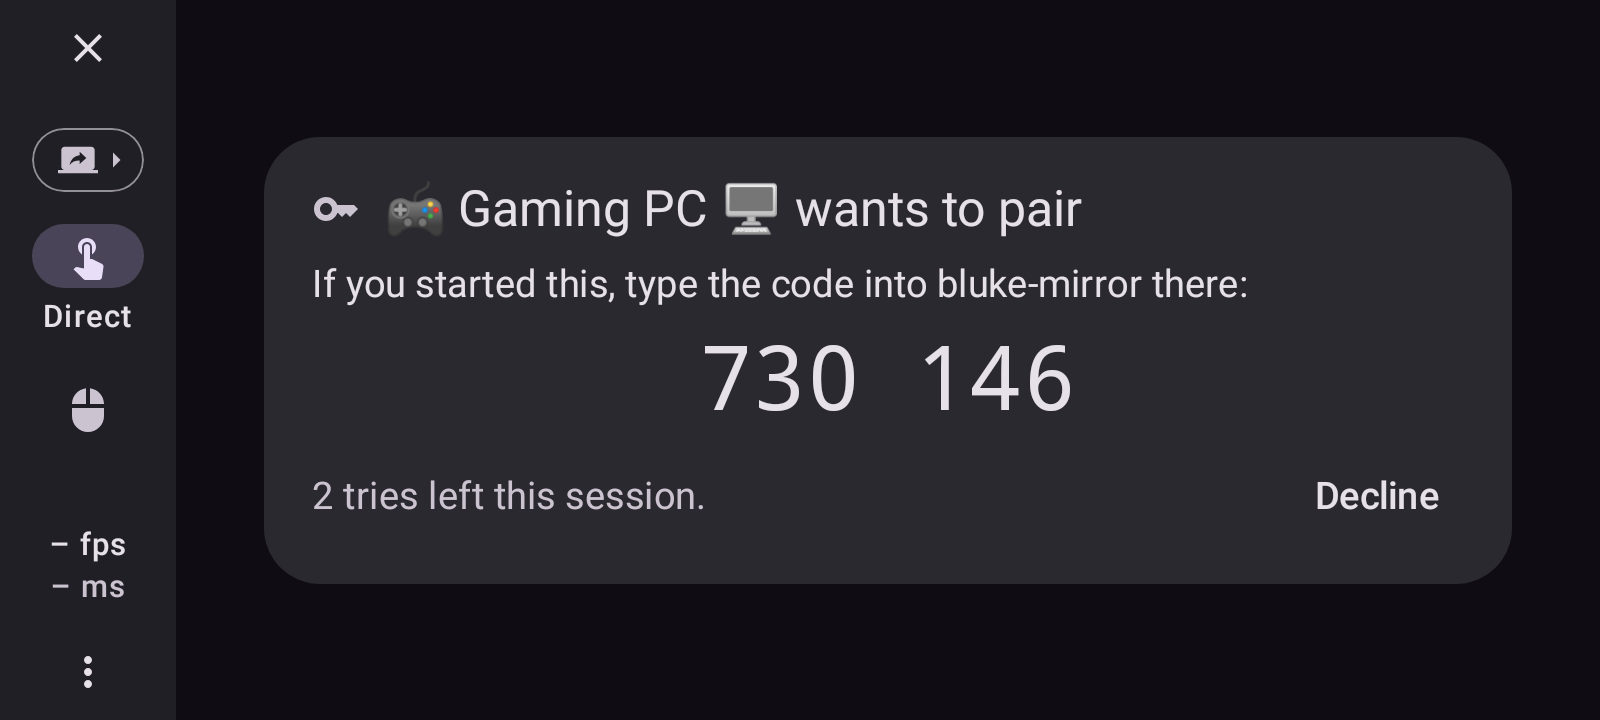 🎮 Gaming PC 🖥️ wants to pair
If you started this, type the code into bluke-mirror there:
730 146
2 tries left this session.
Decline
Direct
– fps
– ms